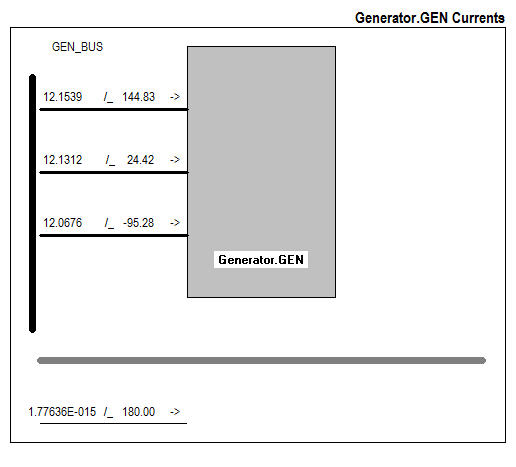 Generator.GEN Currents
GEN_BUS
12.1539 /_ 144.83 ->
12.1312 /_ 24.42 ->
12.0676 /_ -95.28 ->
Generator.GEN
1.77636E-015 /_ 180.00 ->